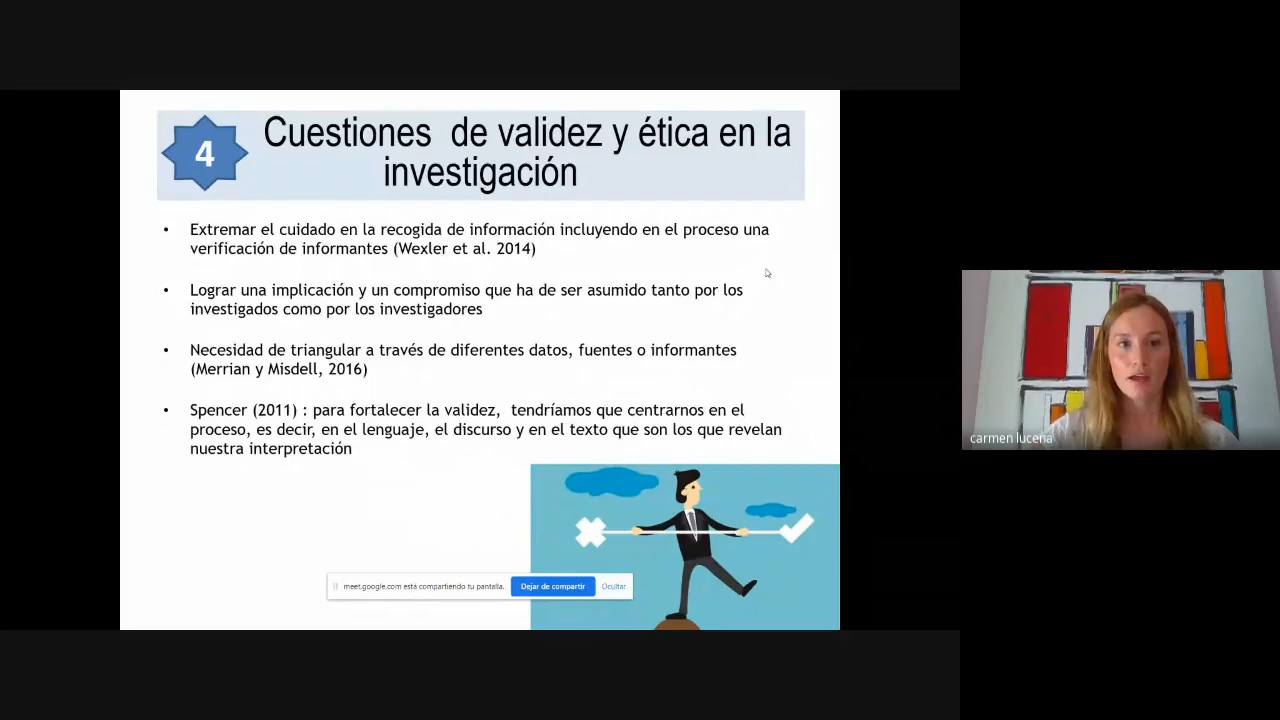 4
Cuestiones de validez y ética en la
investigación
• Extremar el cuidado en la recogida de información incluyendo en el proceso una
verificación de informantes (Wexler et al. 2014)
• Lograr una implicación y un compromiso que ha de ser asumido tanto por los
investigados como por los investigadores
• Necesidad de triangular a través de diferentes datos, fuentes o informantes
(Merrian y Misdell, 2016)
• Spencer (2011) : para fortalecer la validez, tendríamos que centrarnos en el
proceso, es decir, en el lenguaje, el discurso y en el texto que son los que revelan
nuestra interpretación
meet.google.com está compartiendo tu pantalla. Dejar de compartir Ocultar
carmen lucena